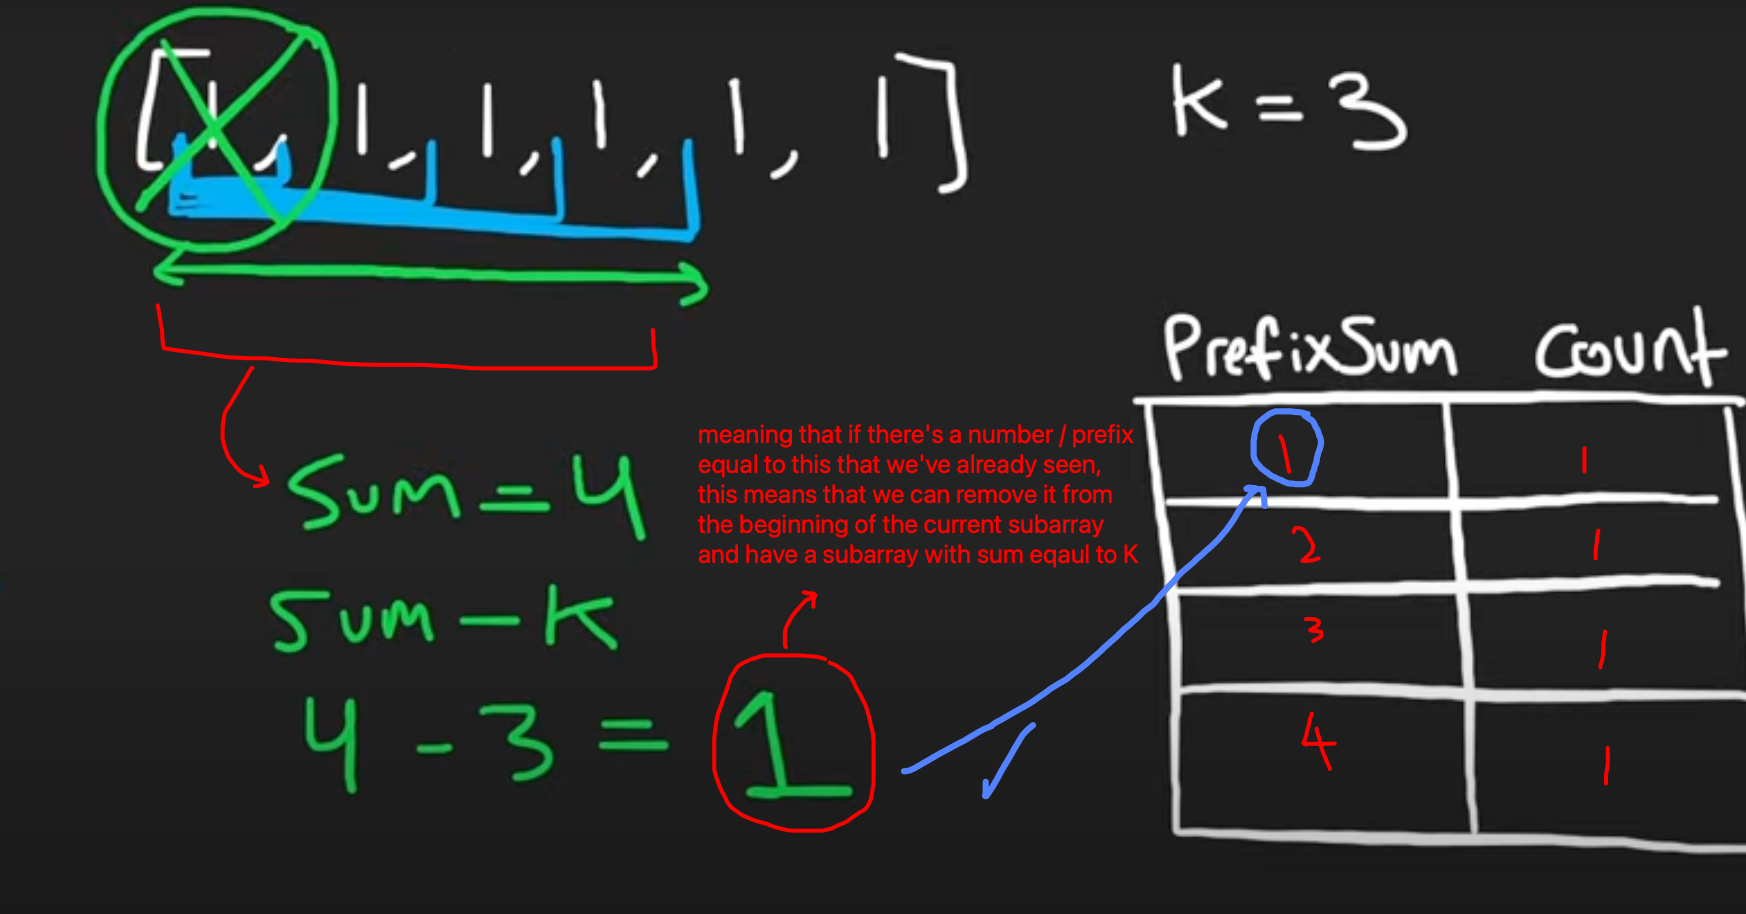 [1, 1, 1, 1, 1, 1]
K = 3
PrefixSum Count
1 1
2 1
3 1
4 1
meaning that if there's a number / prefix
equal to this that we've already seen,
this means that we can remove it from
the beginning of the current subarray
and have a subarray with sum eqaul to K
Sum = 4
Sum - K
4 - 3 = 1